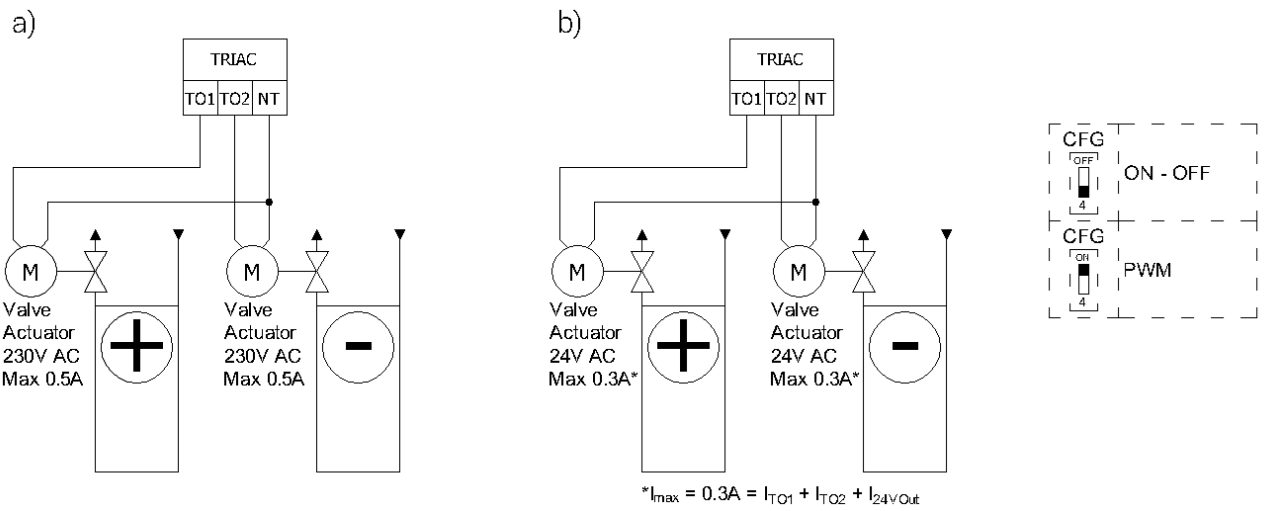 a)
TRIAC
TO1 TO2 NT
M
M
Valve
Actuator
230V AC
Max 0.5A
Valve
Actuator
230V AC
Max 0.5A
b)
TRIAC
TO1 TO2 NT
M
M
Valve
Actuator
24V AC
Max 0.3A*
Valve
Actuator
24V AC
Max 0.3A*
*Imax = 0.3A = ITO1 + ITO2 + I24VOut
CFG
OFF
4
ON - OFF
CFG
ON
4
PWM